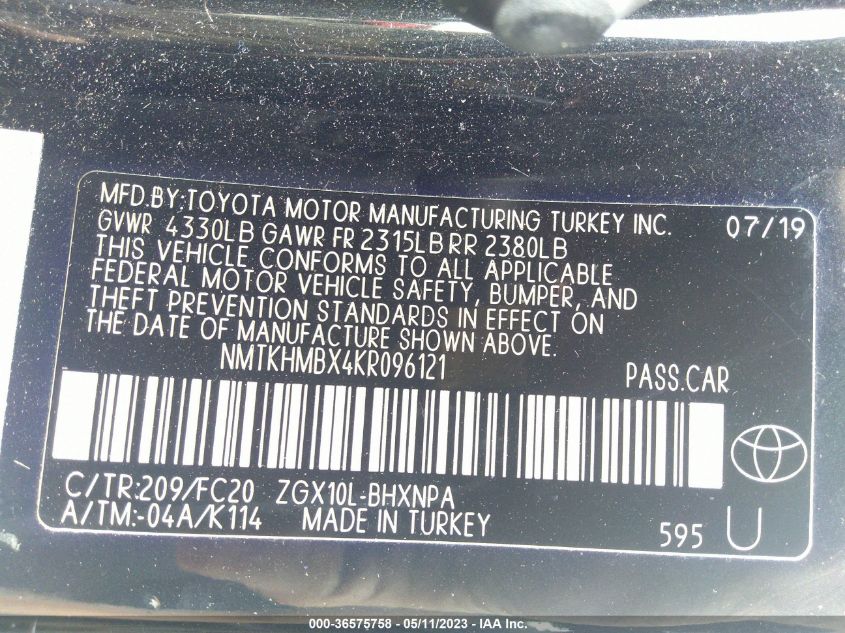 MFD.BY:TOYOTA MOTOR MANUFACTURING TURKEY INC. 07/19
GVWR 4330LB GAWR FR 2315LB RR 2380LB
THIS VEHICLE CONFORMS TO ALL APPLICABLE
FEDERAL MOTOR VEHICLE SAFETY, BUMPER, AND
THEFT PREVENTION STANDARDS IN EFFECT ON
THE DATE OF MANUFACTURE SHOWN ABOVE.
NMTKHMBX4KR096121 PASS.CAR
C/TR:209/FC20 ZGX10L-BHXNPA
A/TM:-04A/K114 MADE IN TURKEY 595 U
000-36575758 - 05/11/2023 - IAA Inc.